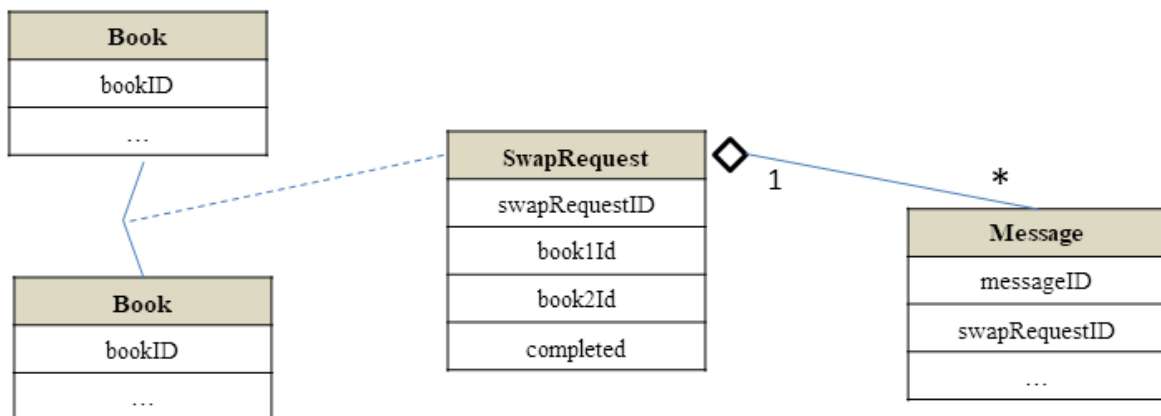 Book
bookID
...
SwapRequest
swapRequestID
book1Id
book2Id
completed
1
*
Message
messageID
swapRequestID
...
Book
bookID
...